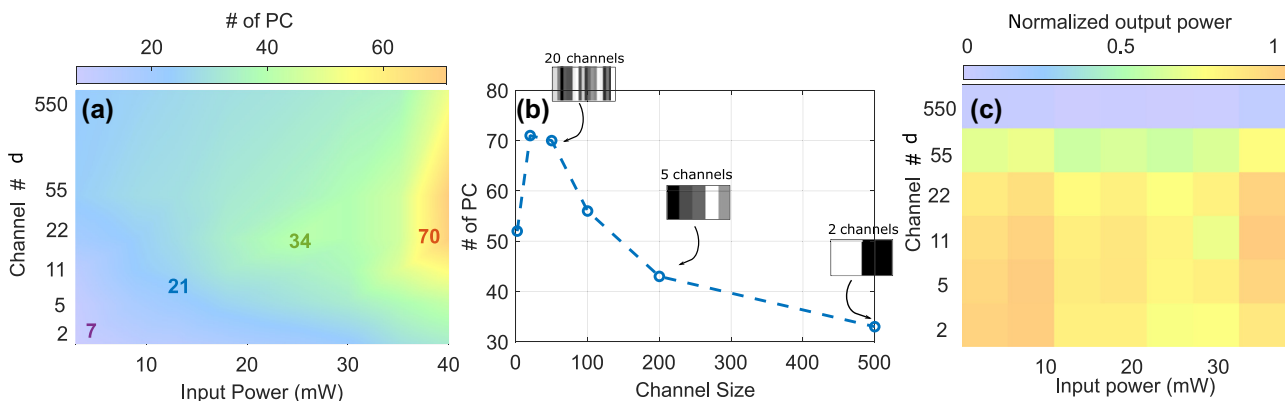 # of PC
20
40
60
(a)
550
55
22
11
5
2
Channel # d
70
34
21
7
10
20
30
40
Input Power (mW)
20 channels
(b)
80
70
60
50
40
30
# of PC
5 channels
2 channels
0
100
200
300
400
500
Channel Size
Normalized output power
0
0.5
1
(c)
550
55
22
11
5
2
Channel # d
10
20
30
Input power (mW)